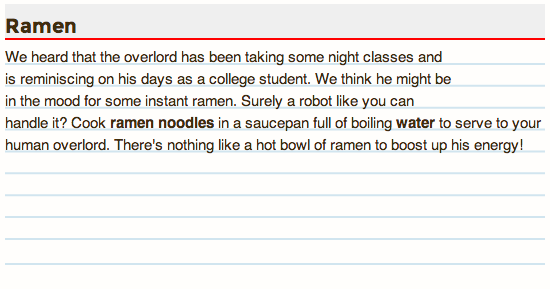 Ramen
We heard that the overlord has been taking some night classes and
is reminiscing on his days as a college student. We think he might be
in the mood for some instant ramen. Surely a robot like you can
handle it? Cook ramen noodles in a saucepan full of boiling water to serve to your
human overlord. There's nothing like a hot bowl of ramen to boost up his energy!